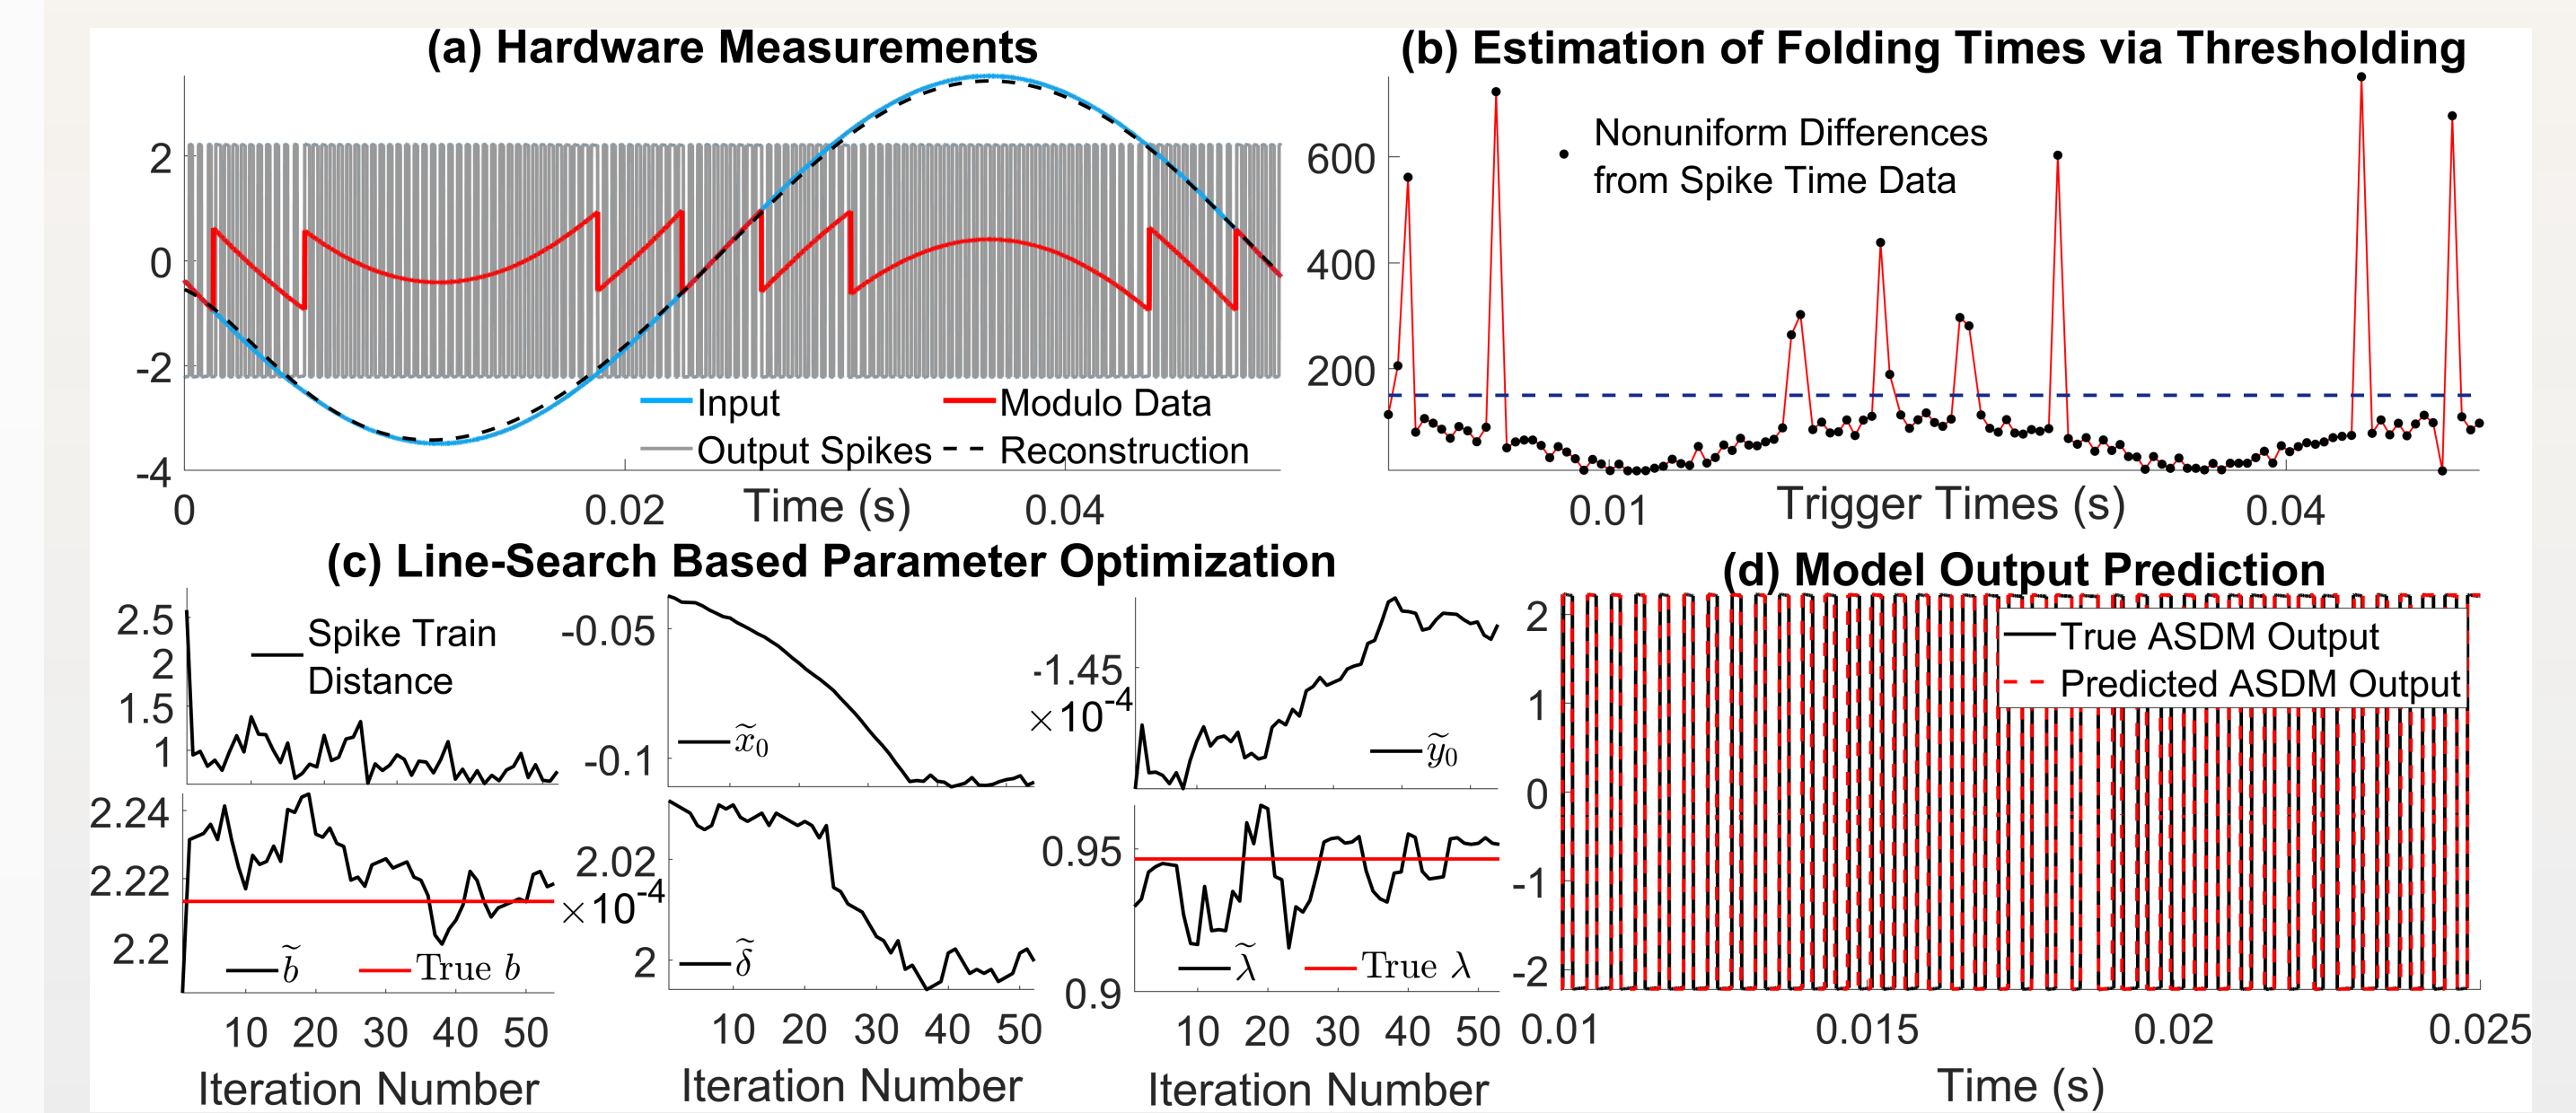 (a) Hardware Measurements
2
0
-2
-4
Input
Modulo Data
Output Spikes
Reconstruction
0
0.02
0.04
Time (s)
(b) Estimation of Folding Times via Thresholding
600
400
200
Nonuniform Differences
from Spike Time Data
0.01
0.04
Trigger Times (s)
(c) Line-Search Based Parameter Optimization
2.5
2
1.5
1
Spike Train
Distance
-0.05
-0.1
x̃₀
-1.45
×10⁻⁴
ỹ₀
2.24
2.22
2.2
b̃
True b
10 20 30 40 50
Iteration Number
2.02
×10⁻⁴
2
δ̃
10 20 30 40 50
Iteration Number
0.95
0.9
λ̃
True λ
10 20 30 40 50
Iteration Number
(d) Model Output Prediction
2
1
0
-1
-2
True ASDM Output
Predicted ASDM Output
0.01
0.015
0.02
0.025
Time (s)